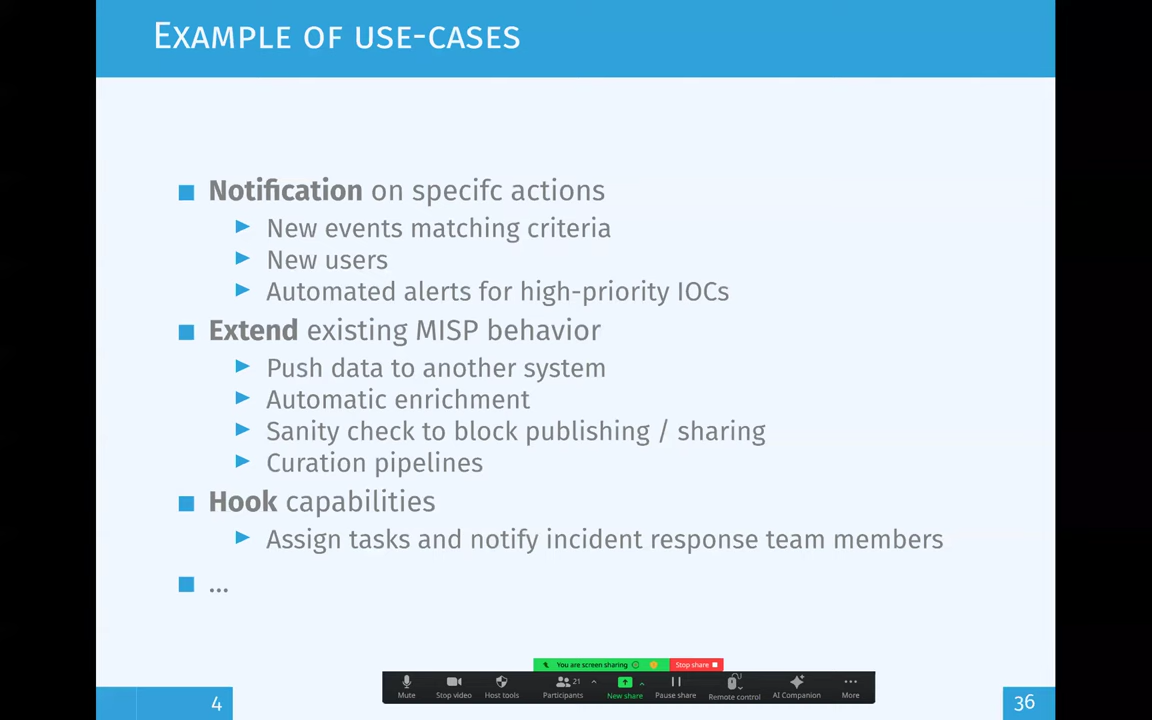 EXAMPLE OF USE-CASES
Notification on specifc actions
New events matching criteria
New users
Automated alerts for high-priority IOCs
Extend existing MISP behavior
Push data to another system
Automatic enrichment
Sanity check to block publishing / sharing
Curation pipelines
Hook capabilities
Assign tasks and notify incident response team members
...
You are screen sharing Stop share
21
Mute Stop video Host tools Participants New share Pause share Remote control AI Companion More
4 36